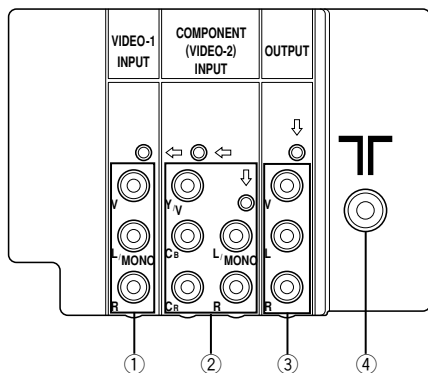 VIDEO-1
INPUT
COMPONENT
(VIDEO-2)
INPUT
OUTPUT
V
L/MONO
R
Y/V
CB
CR
L/MONO
R
V
L
R
① ② ③ ④